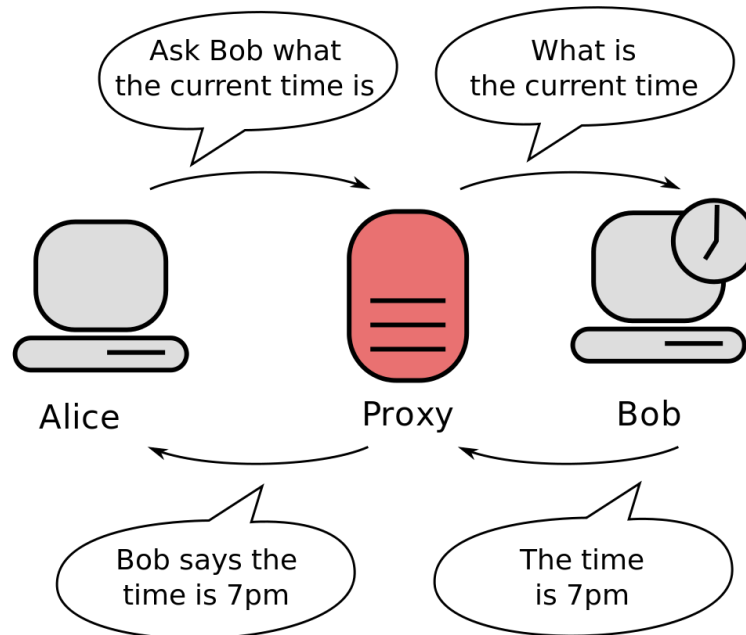 Ask Bob what
the current time is
What is
the current time
Alice
Proxy
Bob
Bob says the
time is 7pm
The time
is 7pm